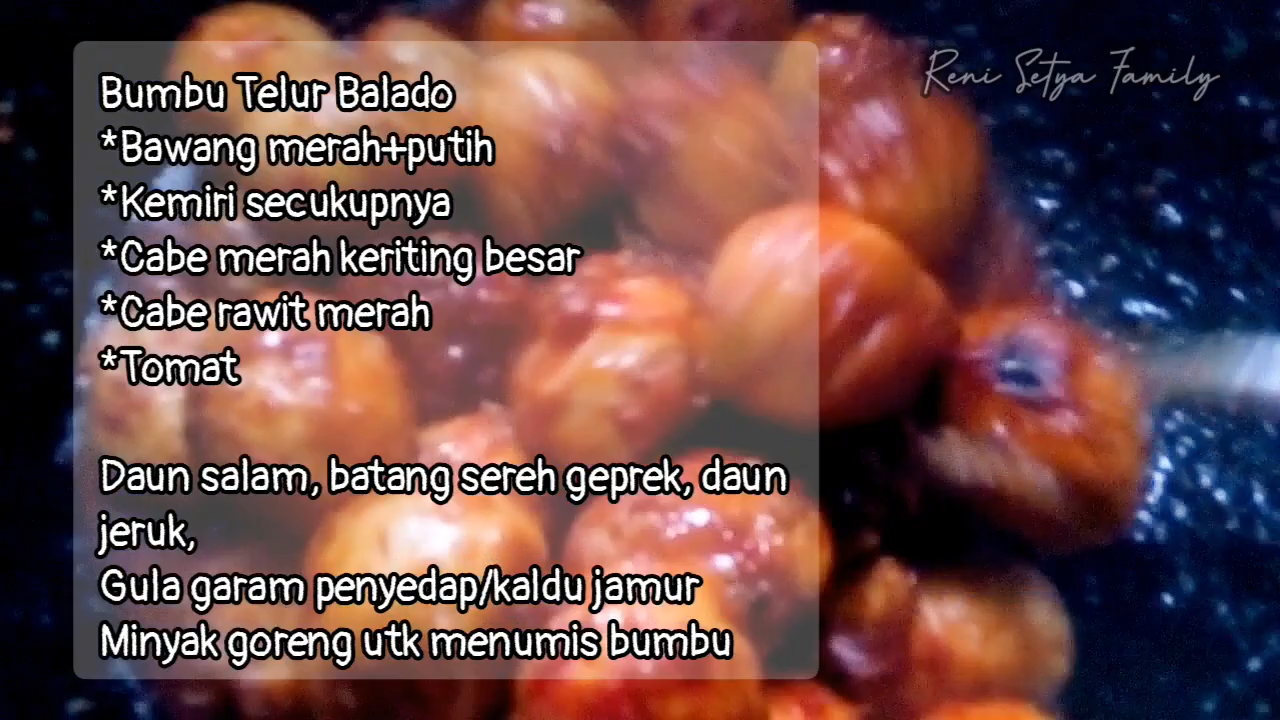 Reni Setya Family
Bumbu Telur Balado
*Bawang merah+putih
*Kemiri secukupnya
*Cabe merah keriting besar
*Cabe rawit merah
*Tomat
Daun salam, batang sereh geprek, daun
jeruk,
Gula garam penyedap/kaldu jamur
Minyak goreng utk menumis bumbu